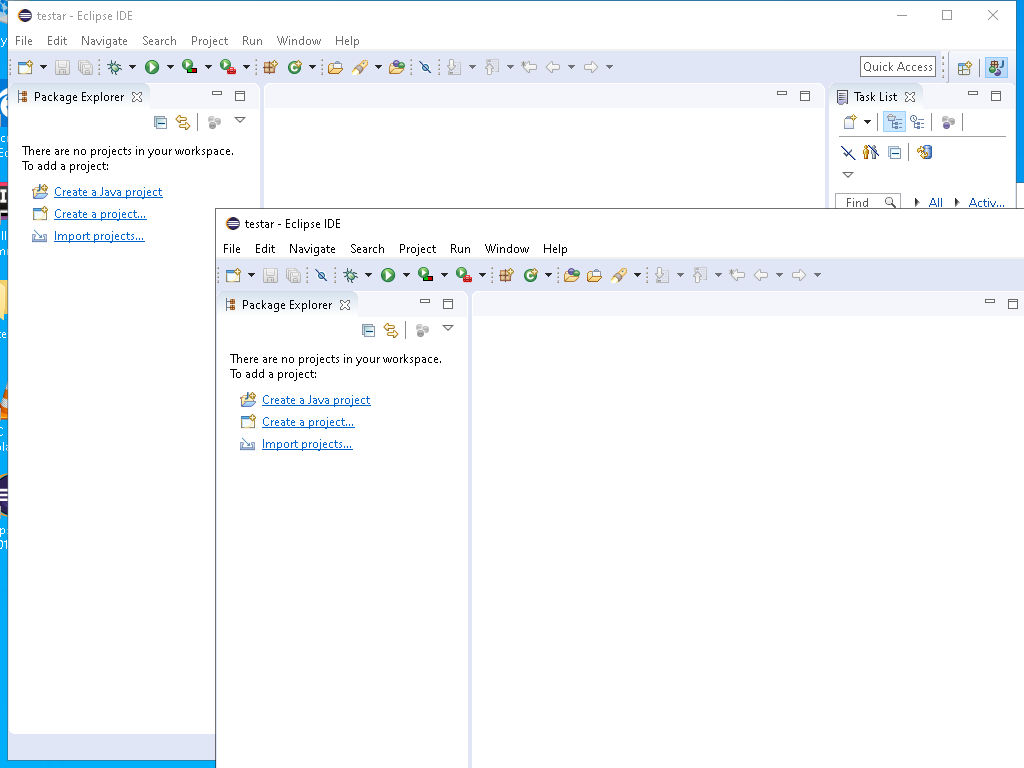 testar - Eclipse IDE
File Edit Navigate Search Project Run Window Help
Quick Access
Package Explorer
There are no projects in your workspace.
To add a project:
Create a Java project
Create a project...
Import projects...
Task List
Find All Activ...
testar - Eclipse IDE
File Edit Navigate Search Project Run Window Help
Package Explorer
There are no projects in your workspace.
To add a project:
Create a Java project
Create a project...
Import projects...